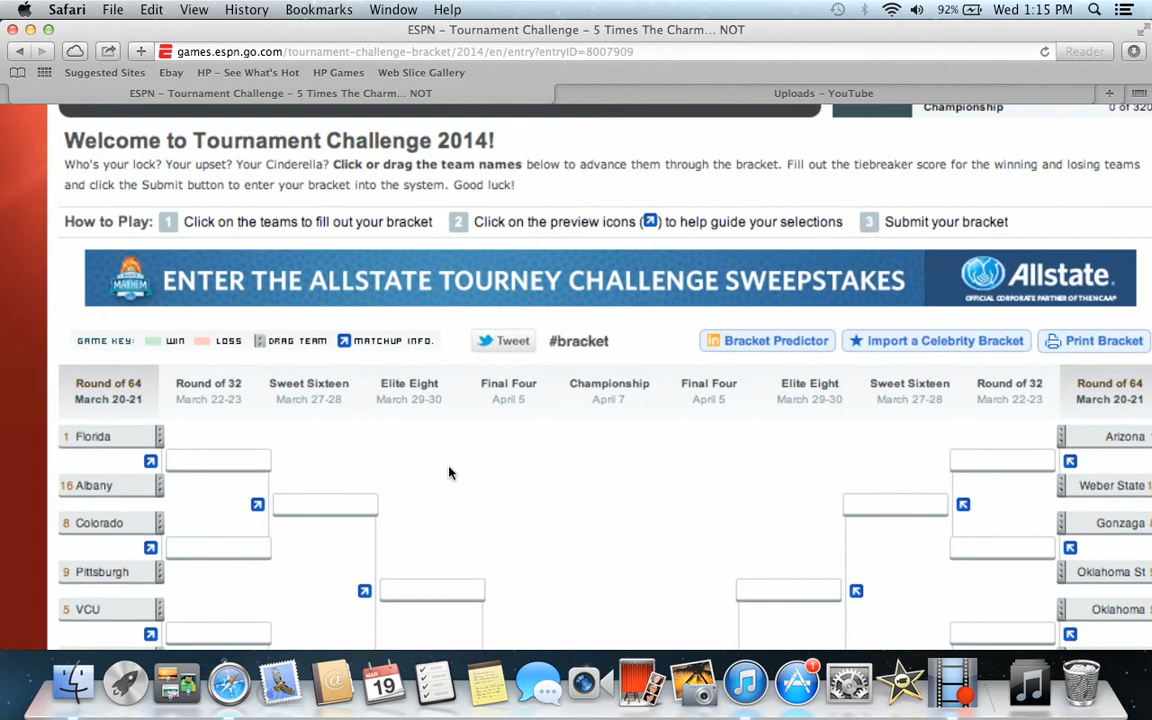 Safari File Edit View History Bookmarks Window Help 92% Wed 1:15 PM
ESPN – Tournament Challenge – 5 Times The Charm... NOT
games.espn.go.com/tournament-challenge-bracket/2014/en/entry?entryID=8007909 Reader
Suggested Sites Ebay HP – See What's Hot HP Games Web Slice Gallery
ESPN – Tournament Challenge – 5 Times The Charm... NOT Uploads – YouTube
Championship 0 of 320
Welcome to Tournament Challenge 2014!
Who's your lock? Your upset? Your Cinderella? Click or drag the team names below to advance them through the bracket. Fill out the tiebreaker score for the winning and losing teams
and click the Submit button to enter your bracket into the system. Good luck!
How to Play: 1 Click on the teams to fill out your bracket 2 Click on the preview icons ( ) to help guide your selections 3 Submit your bracket
MAYHEM ENTER THE ALLSTATE TOURNEY CHALLENGE SWEEPSTAKES Allstate.
OFFICIAL CORPORATE PARTNER OF THE NCAA
GAME KEY: WIN LOSS DRAG TEAM MATCHUP INFO. Tweet #bracket Bracket Predictor Import a Celebrity Bracket Print Bracket
Round of 64 Round of 32 Sweet Sixteen Elite Eight Final Four Championship Final Four Elite Eight Sweet Sixteen Round of 32 Round of 64
March 20-21 March 22-23 March 27-28 March 29-30 April 5 April 7 April 5 March 29-30 March 27-28 March 22-23 March 20-21
1 Florida Arizona
16 Albany Weber State
8 Colorado Gonzaga
9 Pittsburgh Oklahoma St
5 VCU Oklahoma
MAR
19
1